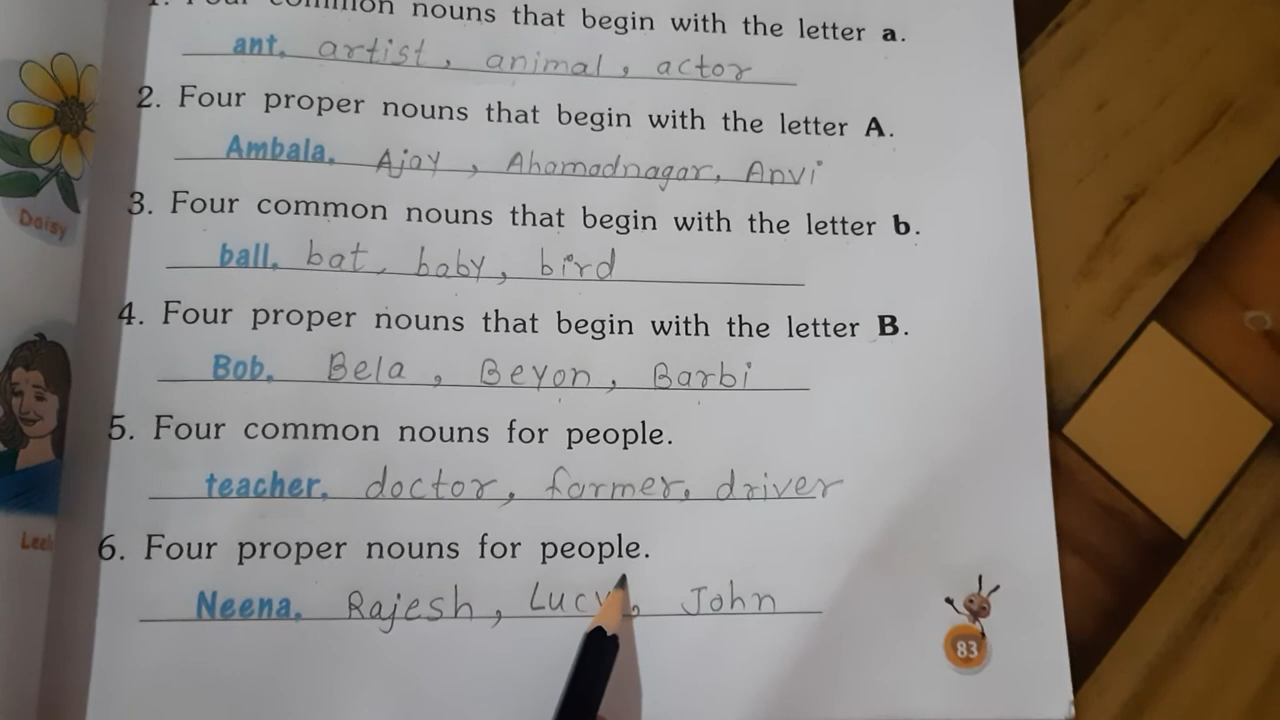 1. Four common nouns that begin with the letter a.
ant, artist, animal, actor
2. Four proper nouns that begin with the letter A.
Ambala, Ajay, Ahamadnagar, Anvi
3. Four common nouns that begin with the letter b.
ball, bat, baby, bird
4. Four proper nouns that begin with the letter B.
Bob, Bela, Beyon, Barbi
5. Four common nouns for people.
teacher, doctor, farmer, driver
6. Four proper nouns for people.
Neena, Rajesh, Lucy, John
Daisy
83